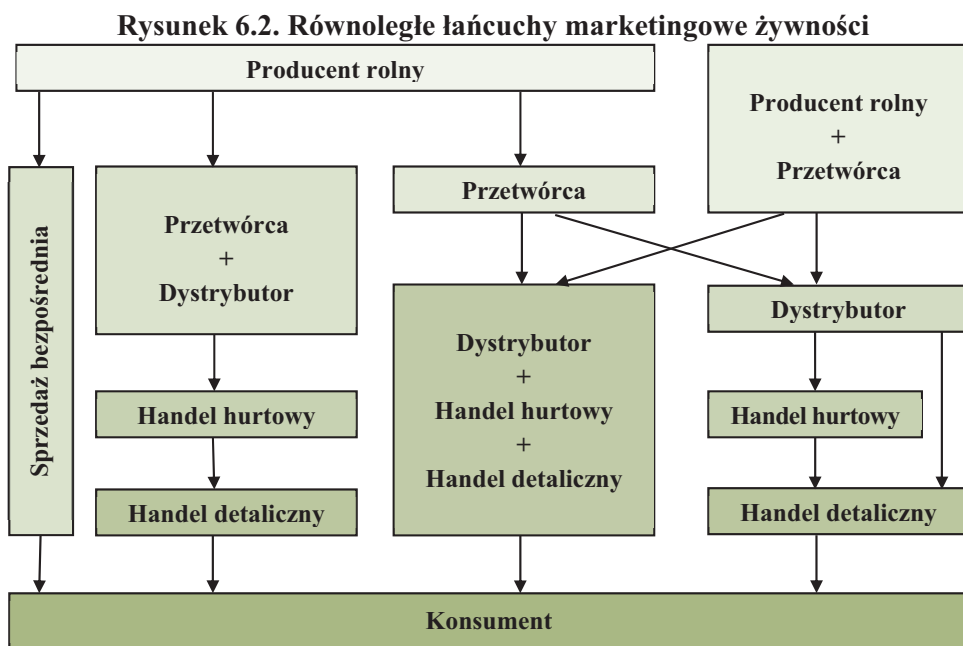 Rysunek 6.2. Równoległe łańcuchy marketingowe żywności
Producent rolny
Producent rolny
+
Przetwórca
Sprzedaż bezpośrednia
Przetwórca
+
Dystrybutor
Przetwórca
Dystrybutor
+
Handel hurtowy
+
Handel detaliczny
Dystrybutor
Handel hurtowy
Handel hurtowy
Handel detaliczny
Handel detaliczny
Konsument